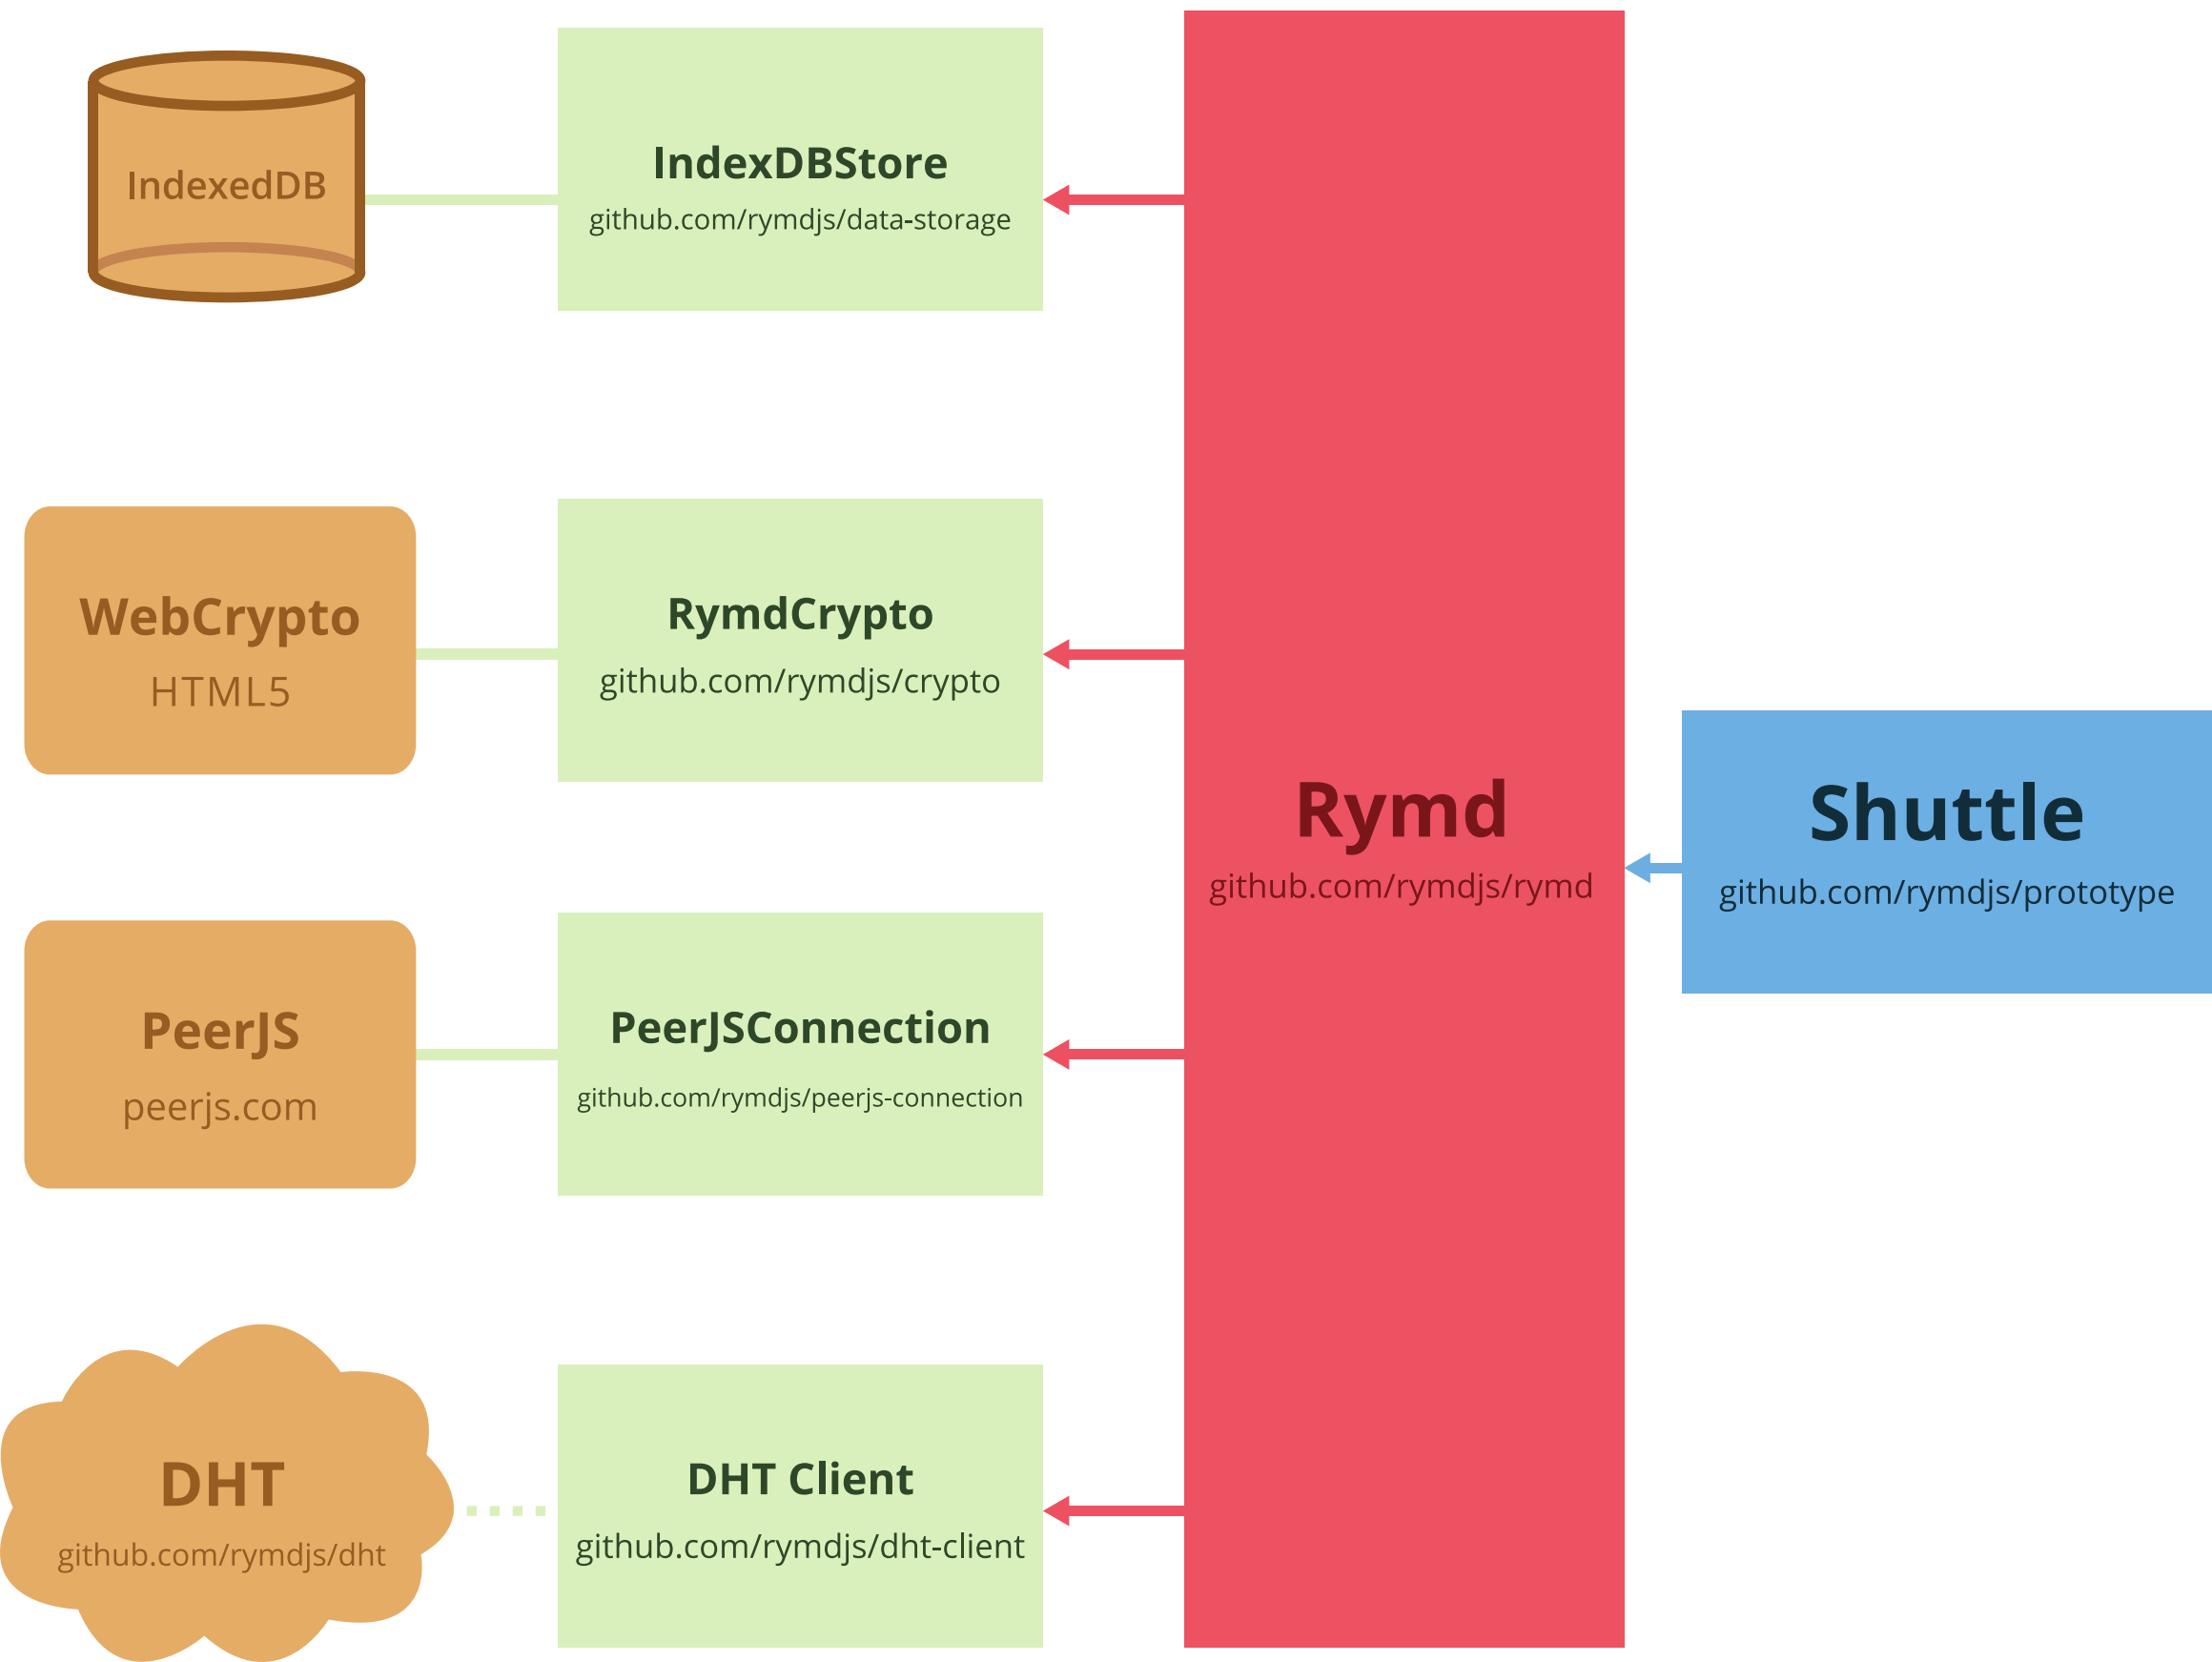 IndexedDB
IndexDBStore
github.com/rymdjs/data-storage
WebCrypto
HTML5
RymdCrypto
github.com/rymdjs/crypto
PeerJS
peerjs.com
PeerJSConnection
github.com/rymdjs/peerjs-connection
DHT
github.com/rymdjs/dht
DHT Client
github.com/rymdjs/dht-client
Rymd
github.com/rymdjs/rymd
Shuttle
github.com/rymdjs/prototype